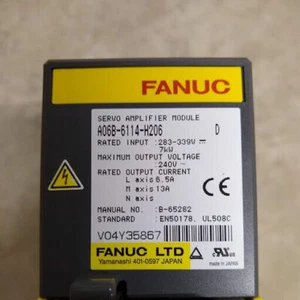 FANUC
SERVO AMPLIFIER MODULE
A06B-6114-H206 D
RATED INPUT :283-339V ⎓
7kW
MAXIMUM OUTPUT VOLTAGE
:240V ~
RATED OUTPUT CURRENT
L axis 6.5A
M axis 13A
N axis
MANUAL NO. :B-65282
STANDARD :EN50178. UL508C
V04Y35867
FANUC LTD
Yamanashi 401-0597 JAPAN